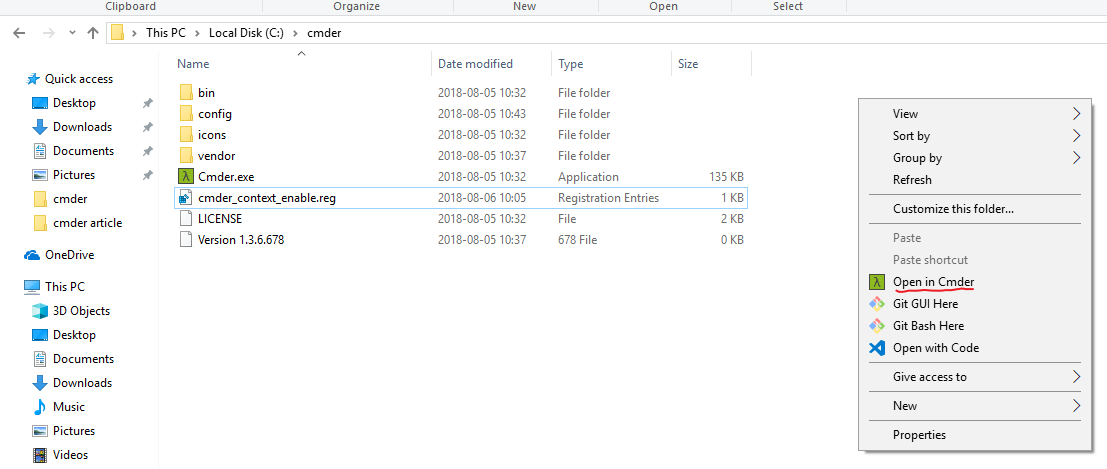 Clipboard Organize New Open Select
This PC Local Disk (C:) cmder
Name Date modified Type Size
Quick access
Desktop
Downloads
Documents
Pictures
cmder
cmder article
OneDrive
This PC
3D Objects
Desktop
Documents
Downloads
Music
Pictures
Videos
bin 2018-08-05 10:32 File folder
config 2018-08-05 10:43 File folder
icons 2018-08-05 10:32 File folder
vendor 2018-08-05 10:37 File folder
Cmder.exe 2018-08-05 10:32 Application 135 KB
cmder_context_enable.reg 2018-08-06 10:05 Registration Entries 1 KB
LICENSE 2018-08-05 10:32 File 2 KB
Version 1.3.6.678 2018-08-05 10:37 678 File 0 KB
View
Sort by
Group by
Refresh
Customize this folder...
Paste
Paste shortcut
Open in Cmder
Git GUI Here
Git Bash Here
Open with Code
Give access to
New
Properties